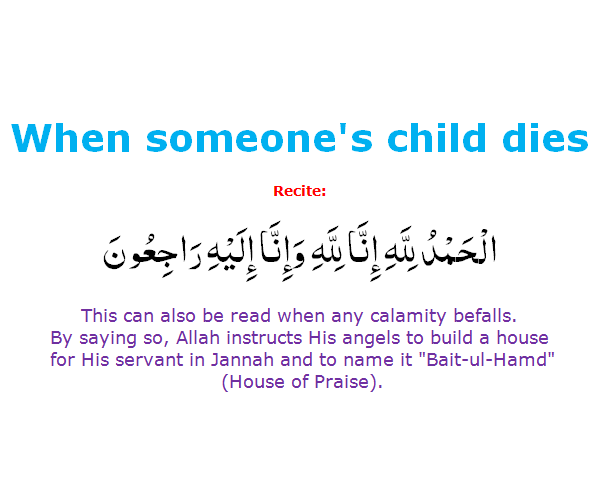 When someone's child dies
Recite:
الْحَمْدُ لِلَّهِ إِنَّا لِلَّهِ وَإِنَّا إِلَيْهِ رَاجِعُونَ
This can also be read when any calamity befalls.
By saying so, Allah instructs His angels to build a house
for His servant in Jannah and to name it "Bait-ul-Hamd"
(House of Praise).